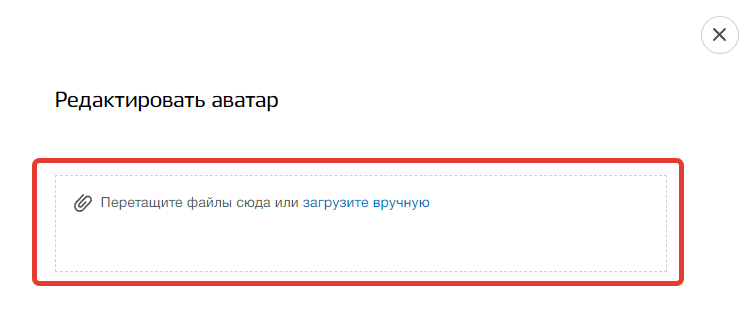 Редактировать аватар
Перетащите файлы сюда или загрузите вручную